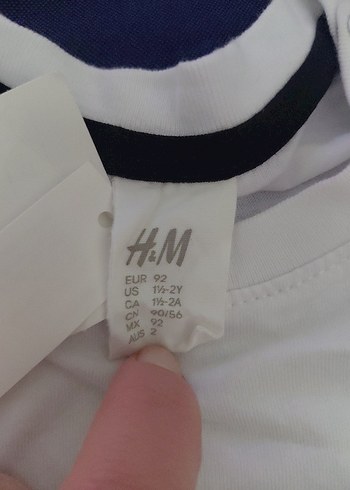 H&M
EUR 92
US 1½-2Y
CA 1½-2A
CN 90/56
MX 92
AUS 2